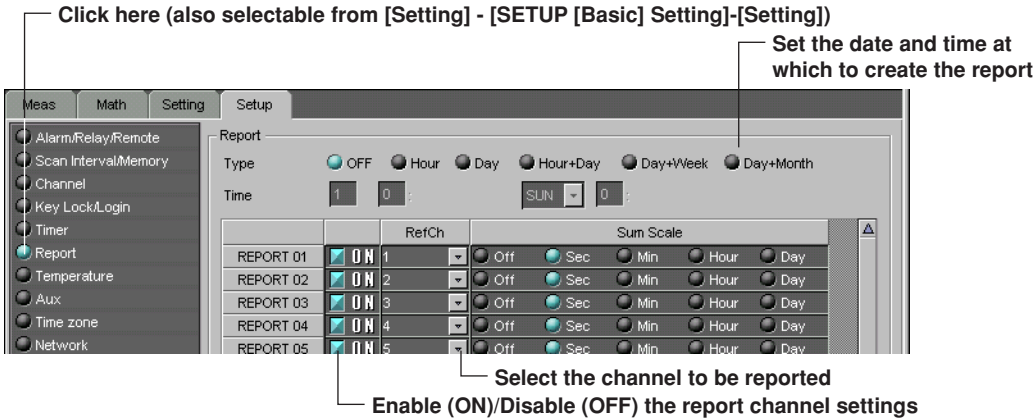 Click here (also selectable from [Setting] - [SETUP [Basic] Setting]-[Setting])
Set the date and time at
which to create the report
Meas Math Setting Setup
Alarm/Relay/Remote
Scan Interval/Memory
Channel
Key Lock/Login
Timer
Report
Temperature
Aux
Time zone
Network
Report
Type OFF Hour Day Hour+Day Day+Week Day+Month
Time 1 0 : SUN 0 :
RefCh Sum Scale
REPORT 01 ON 1 Off Sec Min Hour Day
REPORT 02 ON 2 Off Sec Min Hour Day
REPORT 03 ON 3 Off Sec Min Hour Day
REPORT 04 ON 4 Off Sec Min Hour Day
REPORT 05 ON 5 Off Sec Min Hour Day
Select the channel to be reported
Enable (ON)/Disable (OFF) the report channel settings